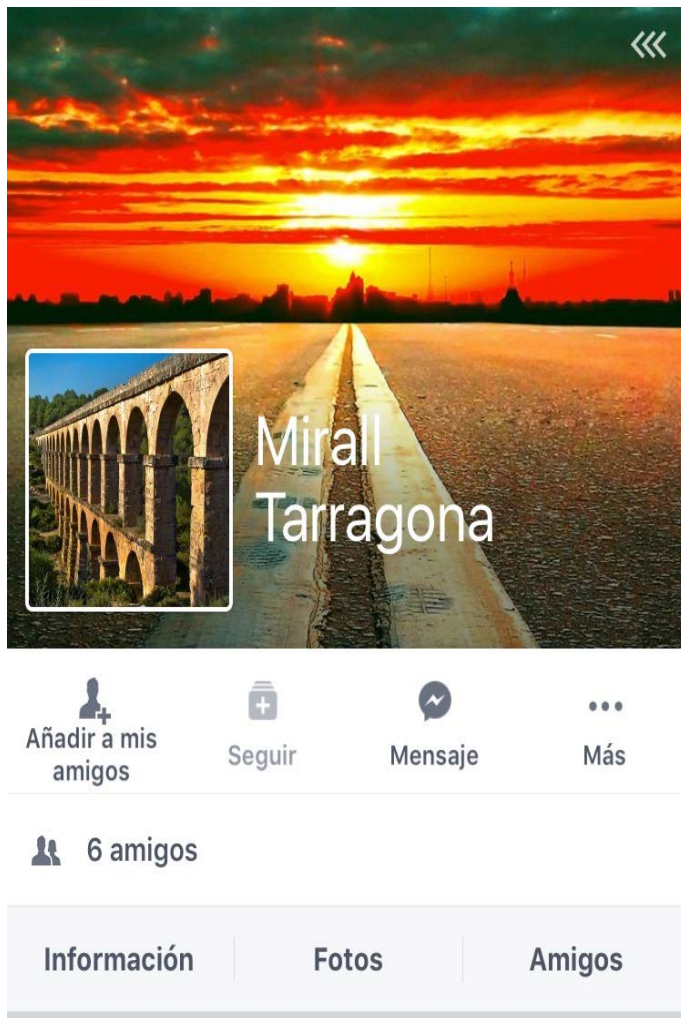 Mirall
Tarragona
Añadir a mis
amigos
Seguir
Mensaje
Más
6 amigos
Información
Fotos
Amigos